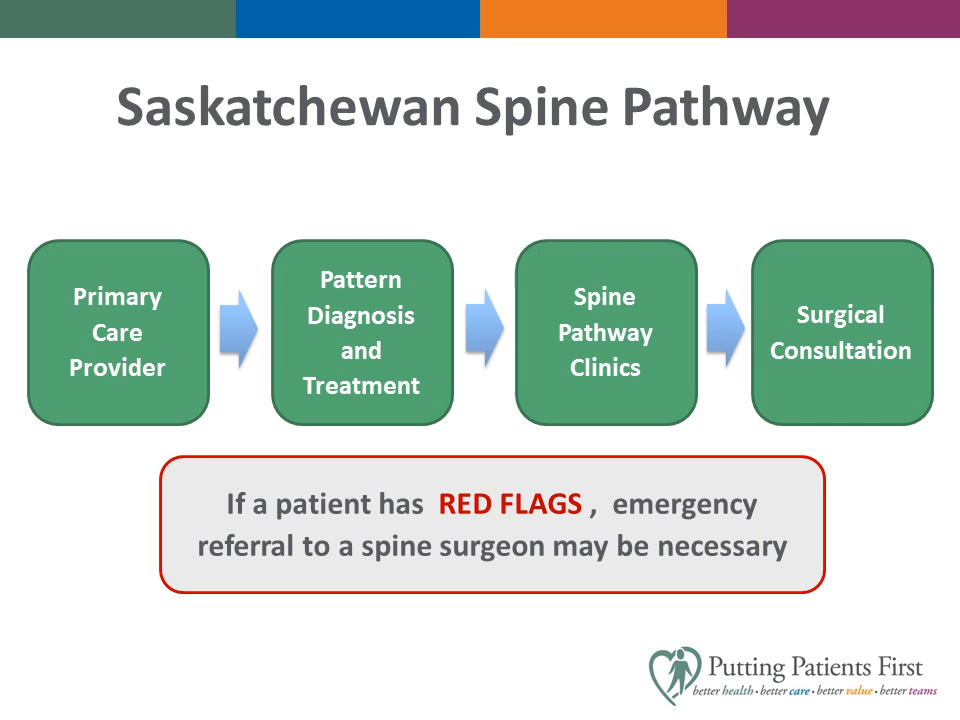 Saskatchewan Spine Pathway
Primary
Care
Provider
Pattern
Diagnosis
and
Treatment
Spine
Pathway
Clinics
Surgical
Consultation
If a patient has RED FLAGS , emergency
referral to a spine surgeon may be necessary
Putting Patients First
better health · better care · better value · better teams